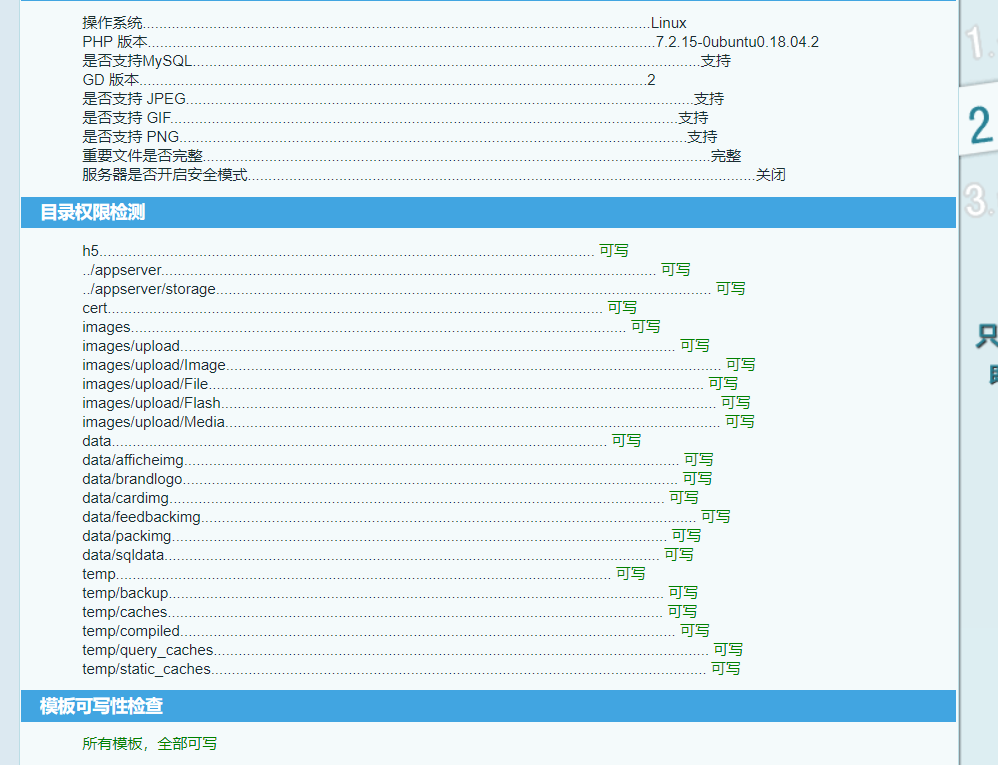 操作系统............................................................Linux
PHP 版本............................................................7.2.15-0ubuntu0.18.04.2
是否支持MySQL............................................................支持
GD 版本............................................................2
是否支持 JPEG............................................................支持
是否支持 GIF............................................................支持
是否支持 PNG............................................................支持
重要文件是否完整............................................................完整
服务器是否开启安全模式............................................................关闭
目录权限检测
h5............................................................ 可写
../appserver............................................................ 可写
../appserver/storage............................................................ 可写
cert............................................................ 可写
images............................................................ 可写
images/upload............................................................ 可写
images/upload/Image............................................................ 可写
images/upload/File............................................................ 可写
images/upload/Flash............................................................ 可写
images/upload/Media............................................................ 可写
data............................................................ 可写
data/afficheimg............................................................ 可写
data/brandlogo............................................................ 可写
data/cardimg............................................................ 可写
data/feedbackimg............................................................ 可写
data/packimg............................................................ 可写
data/sqldata............................................................ 可写
temp............................................................ 可写
temp/backup............................................................ 可写
temp/caches............................................................ 可写
temp/compiled............................................................ 可写
temp/query_caches............................................................ 可写
temp/static_caches............................................................ 可写
模板可写性检查
所有模板，全部可写
1.
2
3.
只